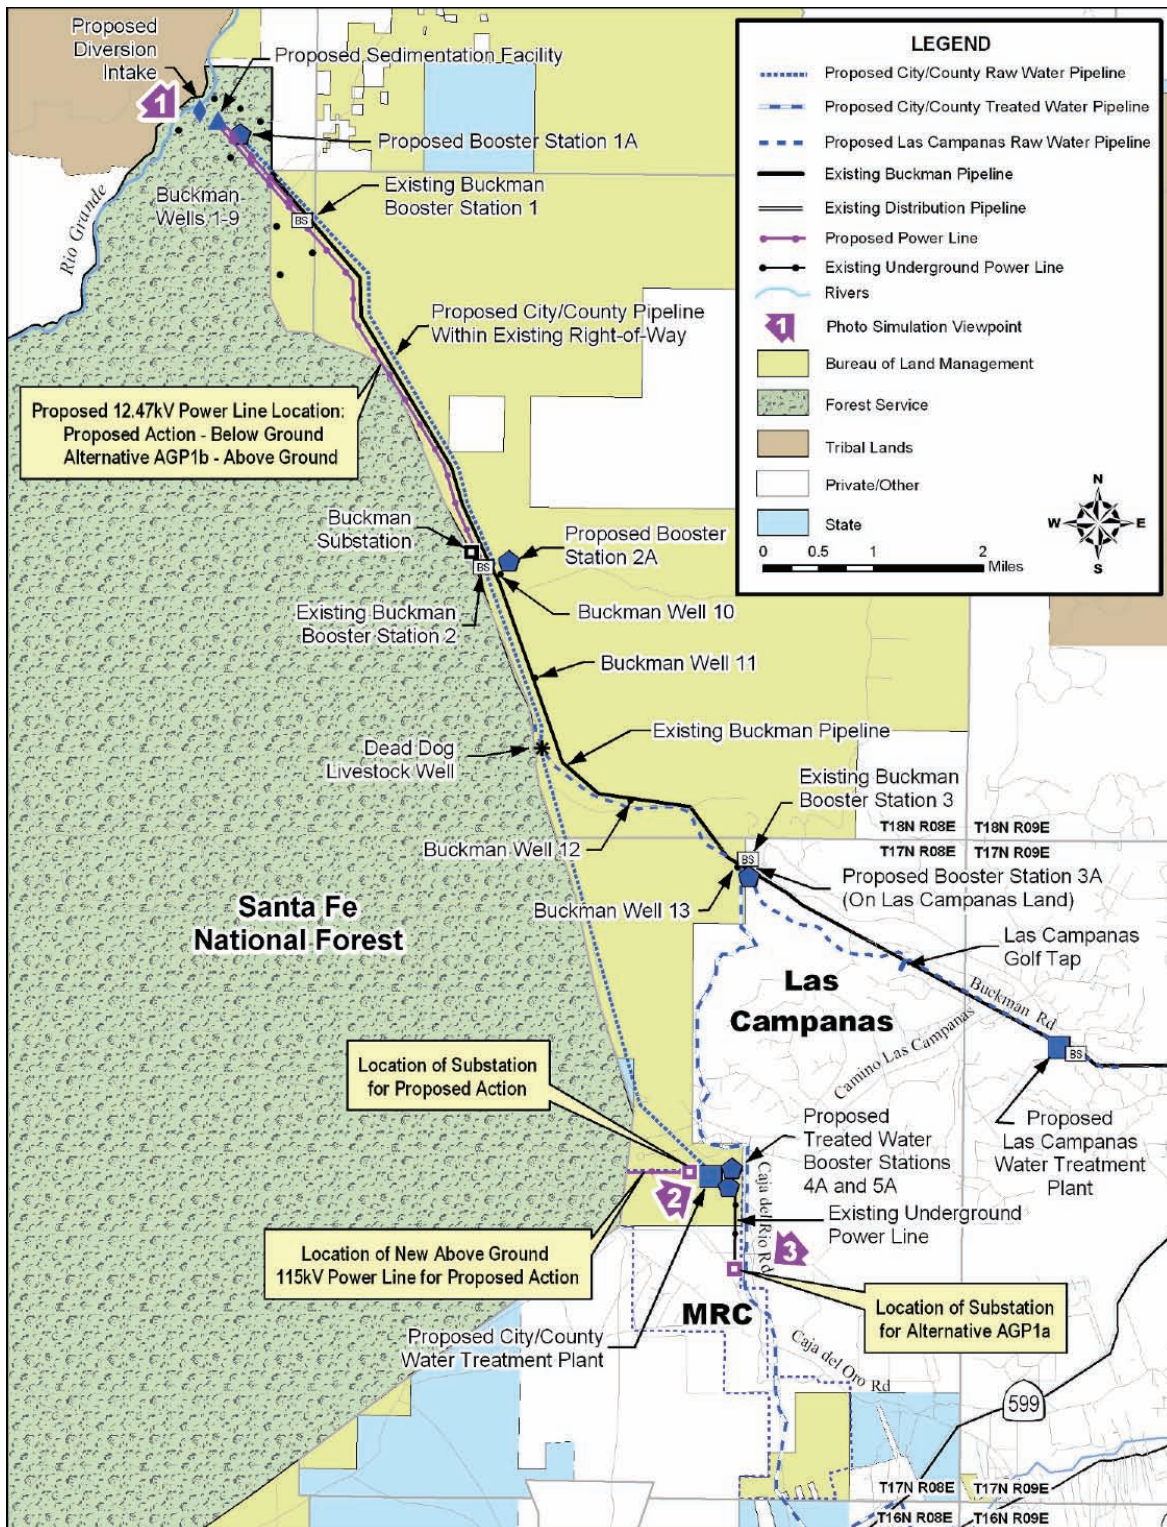 Proposed
Diversion
Intake
Proposed Sedimentation Facility
1
Proposed Booster Station 1A
Rio Grande
Buckman
Wells 1-9
Existing Buckman
Booster Station 1
BS
Proposed City/County Pipeline
Within Existing Right-of-Way
Proposed 12.47kV Power Line Location:
Proposed Action - Below Ground
Alternative AGP1b - Above Ground
LEGEND
Proposed City/County Raw Water Pipeline
Proposed City/County Treated Water Pipeline
Proposed Las Campanas Raw Water Pipeline
Existing Buckman Pipeline
Existing Distribution Pipeline
Proposed Power Line
Existing Underground Power Line
Rivers
1
Photo Simulation Viewpoint
Bureau of Land Management
Forest Service
Tribal Lands
Private/Other
State
N
W E
S
0 0.5 1 2
Miles
Buckman
Substation
Proposed Booster
Station 2A
BS
Existing Buckman
Booster Station 2
Buckman Well 10
Buckman Well 11
Existing Buckman Pipeline
Dead Dog
Livestock Well
Existing Buckman
Booster Station 3
T18N R08E T18N R09E
T17N R08E T17N R09E
Buckman Well 12
BS
Proposed Booster Station 3A
(On Las Campanas Land)
Buckman Well 13
Santa Fe
National Forest
Las Campanas
Golf Tap
Las
Campanas
Buckman Rd
Camino Las Campanas
BS
Location of Substation
for Proposed Action
Proposed
Treated Water
Booster Stations
4A and 5A
Proposed
Las Campanas
Water Treatment
Plant
2
Caja del Rio Rd
Existing Underground
Power Line
3
Location of New Above Ground
115kV Power Line for Proposed Action
MRC
Location of Substation
for Alternative AGP1a
Proposed City/County
Water Treatment Plant
Caja del Oro Rd
599
T17N R08E T17N R09E
T16N R08E T16N R09E